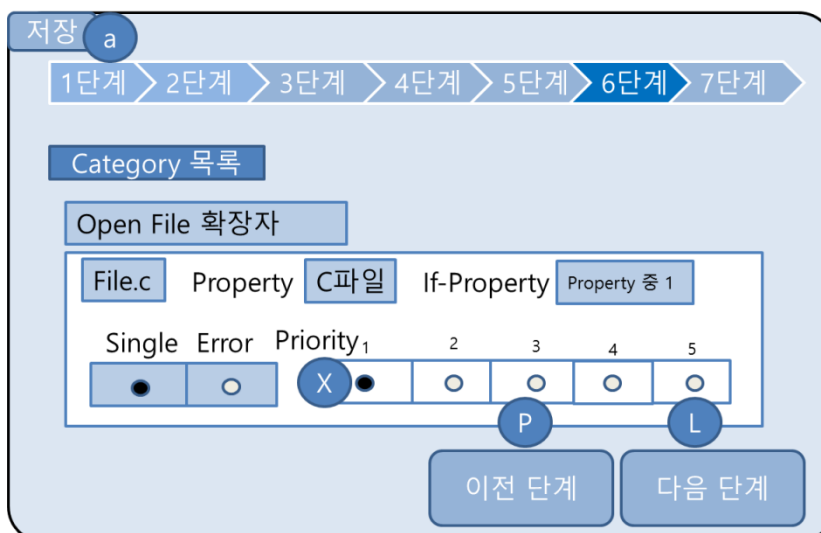 저장 a
1단계 2단계 3단계 4단계 5단계 6단계 7단계
Category 목록
Open File 확장자
File.c Property C파일 If-Property Property 중 1
Single Error Priority 1 2 3 4 5
X
P L
이전 단계 다음 단계